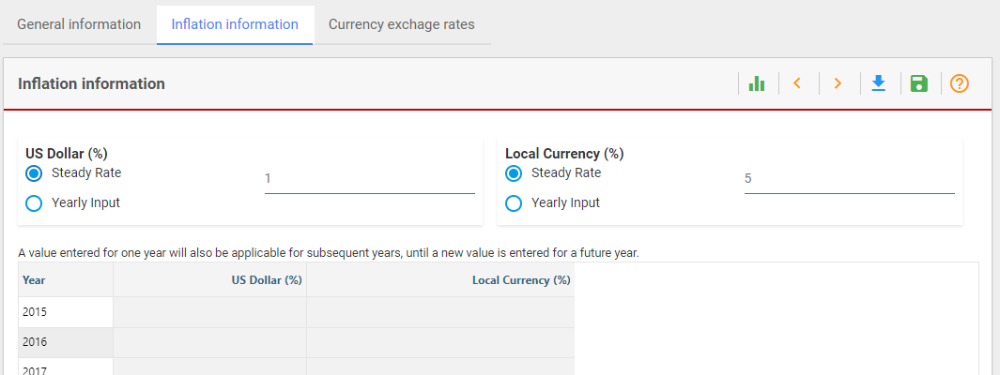 General information Inflation information Currency exchage rates
Inflation information
US Dollar (%) Local Currency (%)
Steady Rate 1 Steady Rate 5
Yearly Input Yearly Input
A value entered for one year will also be applicable for subsequent years, until a new value is entered for a future year.
Year US Dollar (%) Local Currency (%)
2015
2016
2017